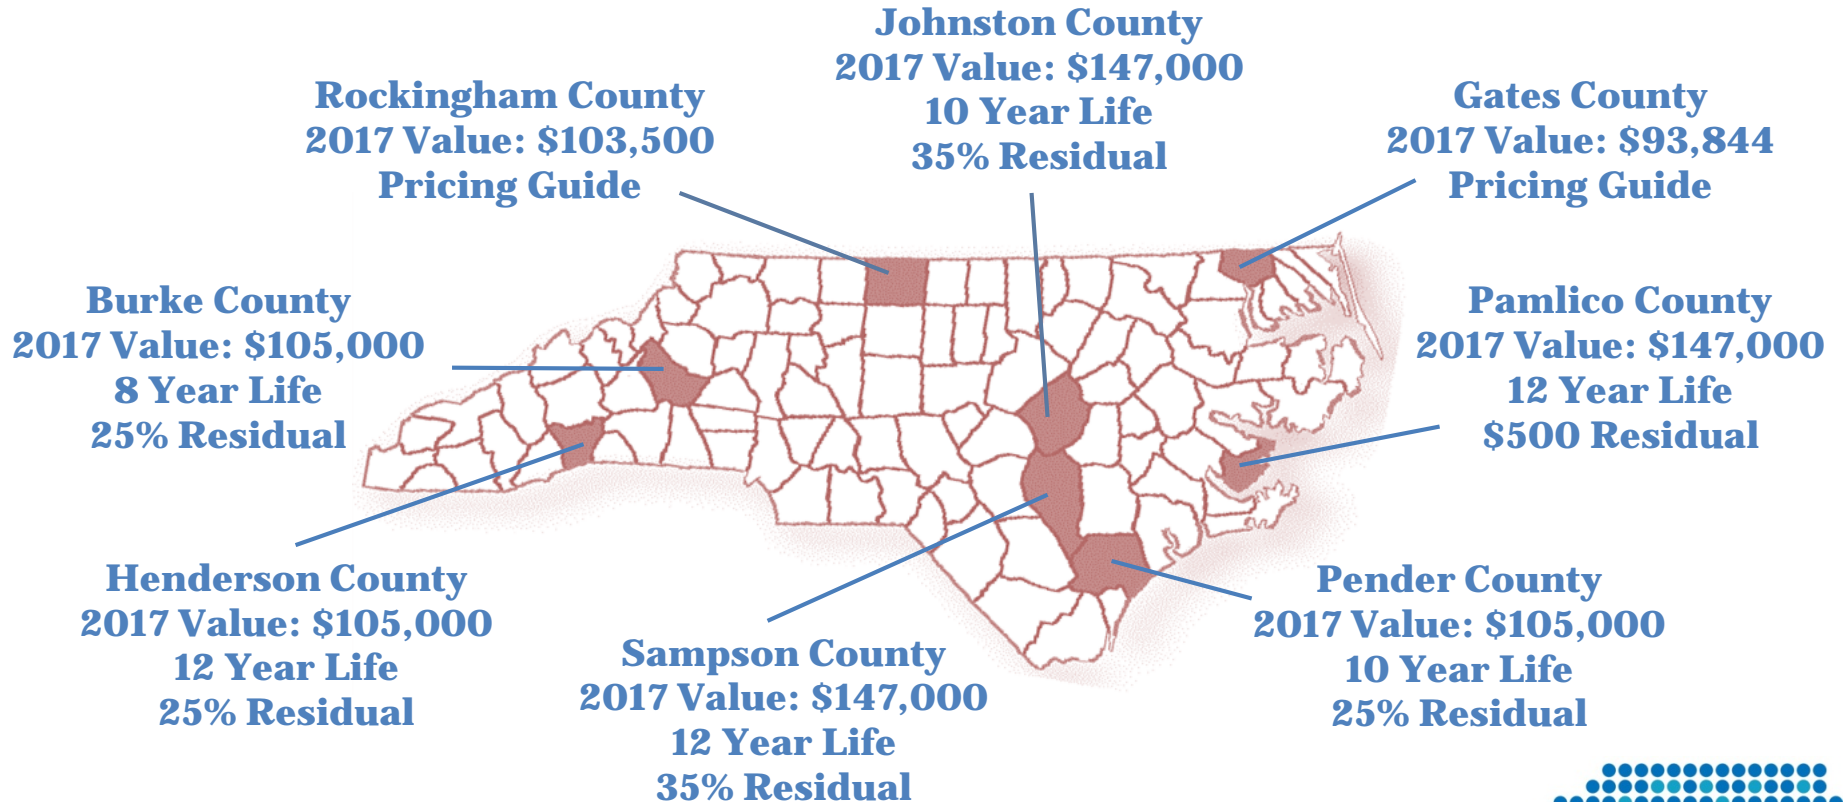 Johnston County
2017 Value: $147,000
10 Year Life
35% Residual
Rockingham County
2017 Value: $103,500
Pricing Guide
Gates County
2017 Value: $93,844
Pricing Guide
Burke County
2017 Value: $105,000
8 Year Life
25% Residual
Pamlico County
2017 Value: $147,000
12 Year Life
$500 Residual
Henderson County
2017 Value: $105,000
12 Year Life
25% Residual
Sampson County
2017 Value: $147,000
12 Year Life
35% Residual
Pender County
2017 Value: $105,000
10 Year Life
25% Residual